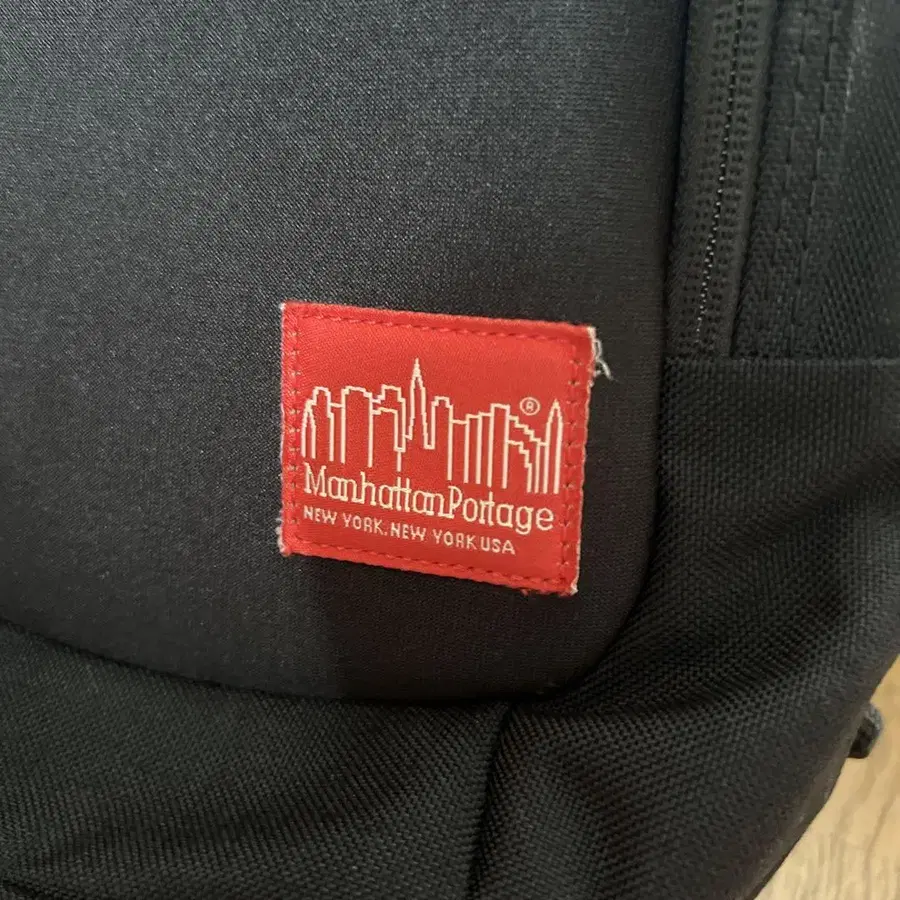 ®
ManhattanPortage
NEW YORK, NEW YORK USA